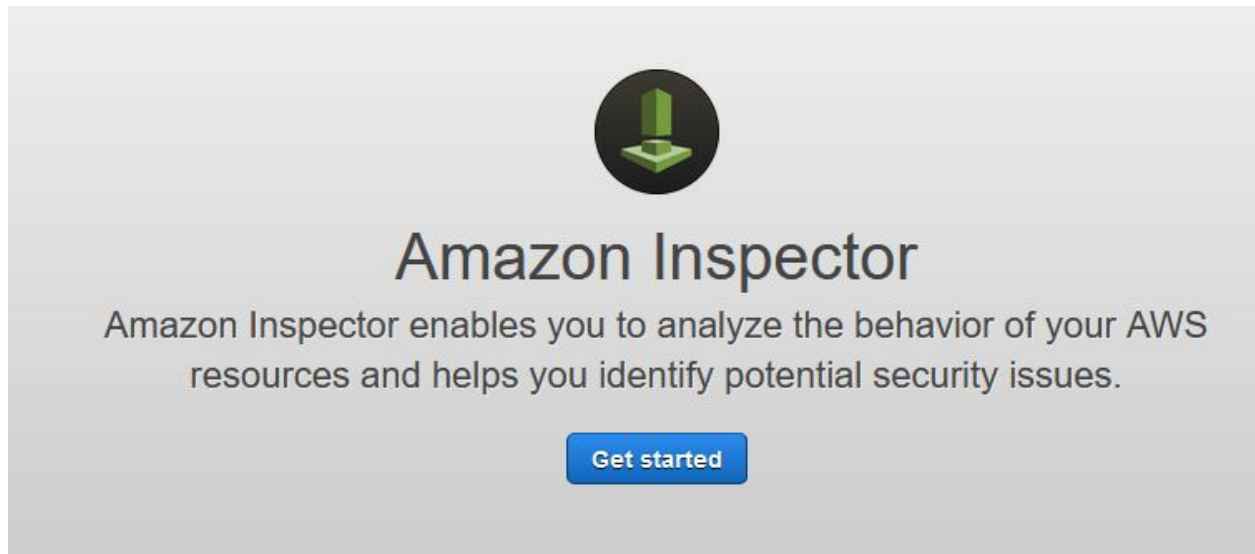 Amazon Inspector
Amazon Inspector enables you to analyze the behavior of your AWS
resources and helps you identify potential security issues.
Get started